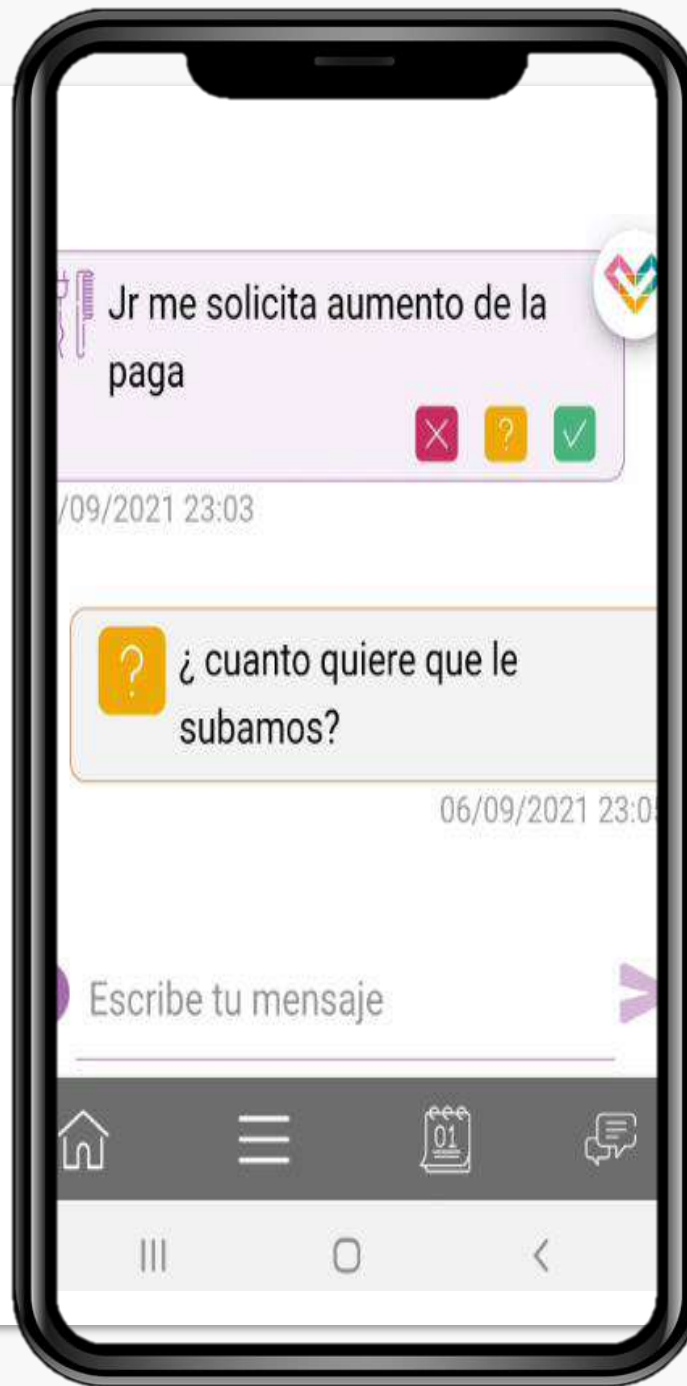 Jr me solicita aumento de la
paga
/09/2021 23:03
¿ cuanto quiere que le
subamos?
06/09/2021 23:0
Escribe tu mensaje
01